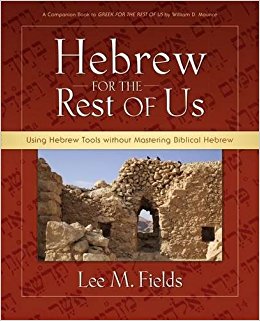 A Companion Book to GREEK FOR THE REST OF US by William D. Mounce
Hebrew
FOR THE
Rest of Us
Using Hebrew Tools without Mastering Biblical Hebrew
Lee M. Fields